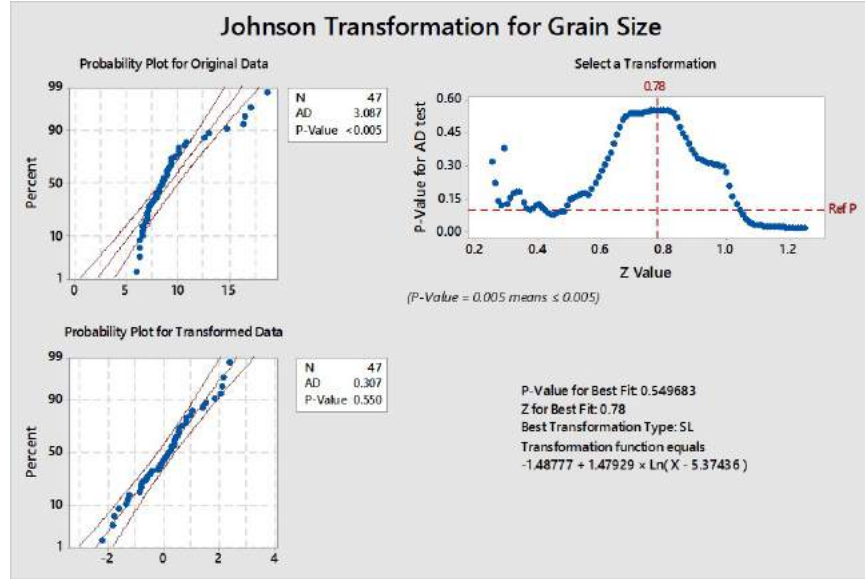 Johnson Transformation for Grain Size
Probability Plot for Original Data
99
90
50
10
1
Percent
0 5 10 15
N 47
AD 3.087
P-Value <0.005
Select a Transformation
0.78
0.60
0.45
0.30
0.15
0.00
P-Value for AD test
Ref P
0.2 0.4 0.6 0.8 1.0 1.2
Z Value
(P-Value = 0.005 means ≤ 0.005)
Probability Plot for Transformed Data
99
90
50
10
1
Percent
-2 0 2 4
N 47
AD 0.307
P-Value 0.550
P-Value for Best Fit: 0.549683
Z for Best Fit: 0.78
Best Transformation Type: SL
Transformation function equals
-1.48777 + 1.47929 × Ln( X - 5.37436 )